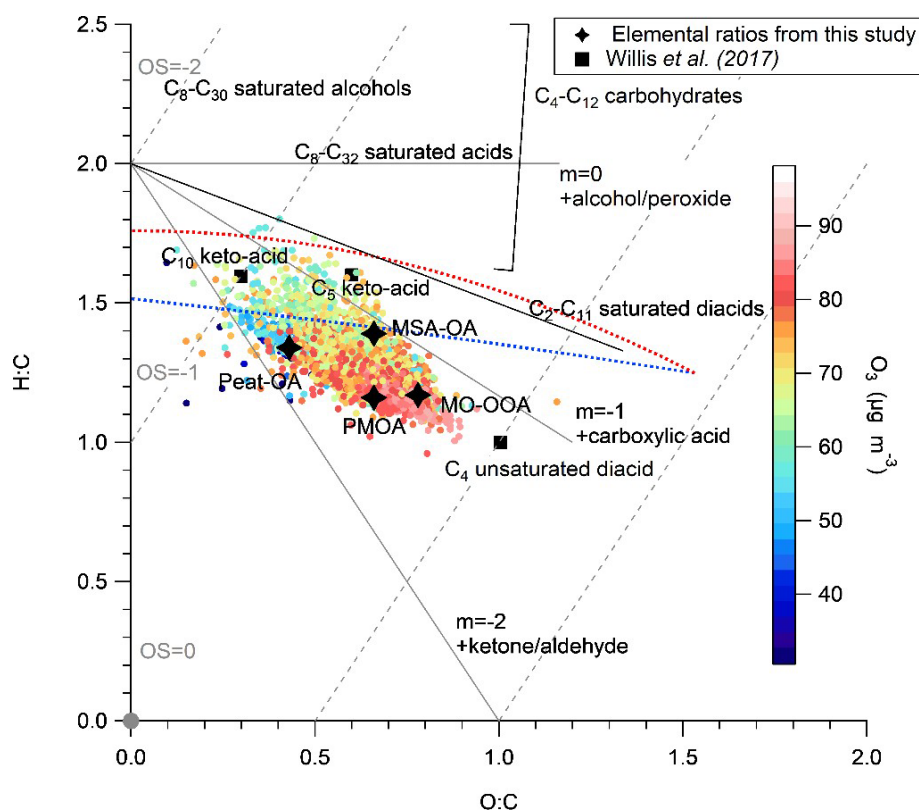 Elemental ratios from this study
Willis et al. (2017)
OS=-2
C8-C30 saturated alcohols
C4-C12 carbohydrates
C8-C32 saturated acids
m=0
+alcohol/peroxide
C10 keto-acid
C5 keto-acid
C2-C11 saturated diacids
MSA-OA
OS=-1
Peat-OA
MO-OOA
PMOA
m=-1
+carboxylic acid
C4 unsaturated diacid
m=-2
+ketone/aldehyde
OS=0
H:C
2.5
2.0
1.5
1.0
0.5
0.0
0.0
0.5
1.0
1.5
2.0
O:C
90
80
70
60
50
40
O3 (µg m-3)